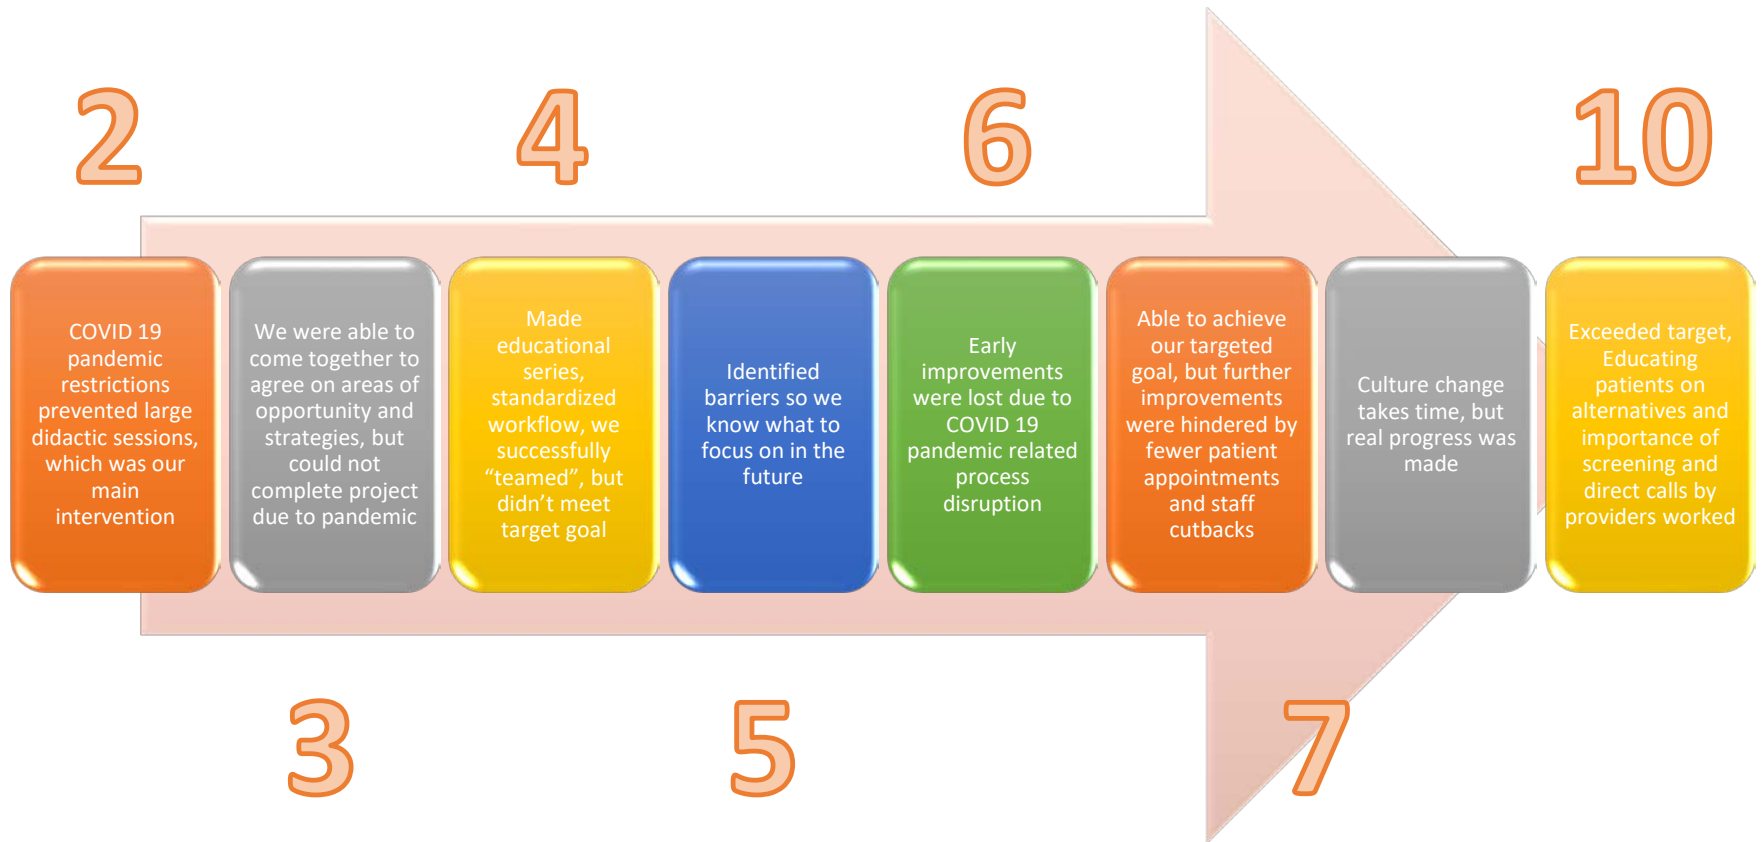 2
4
6
10
COVID 19
pandemic
restrictions
prevented large
didactic sessions,
which was our
main
intervention
We were able to
come together to
agree on areas of
opportunity and
strategies, but
could not
complete project
due to pandemic
Made
educational
series,
standardized
workflow, we
successfully
“teamed”, but
didn’t meet
target goal
Identified
barriers so we
know what to
focus on in the
future
Early
improvements
were lost due to
COVID 19
pandemic related
process
disruption
Able to achieve
our targeted
goal, but further
improvements
were hindered by
fewer patient
appointments
and staff
cutbacks
Culture change
takes time, but
real progress was
made
Exceeded target,
Educating
patients on
alternatives and
importance of
screening and
direct calls by
providers worked
3
5
7